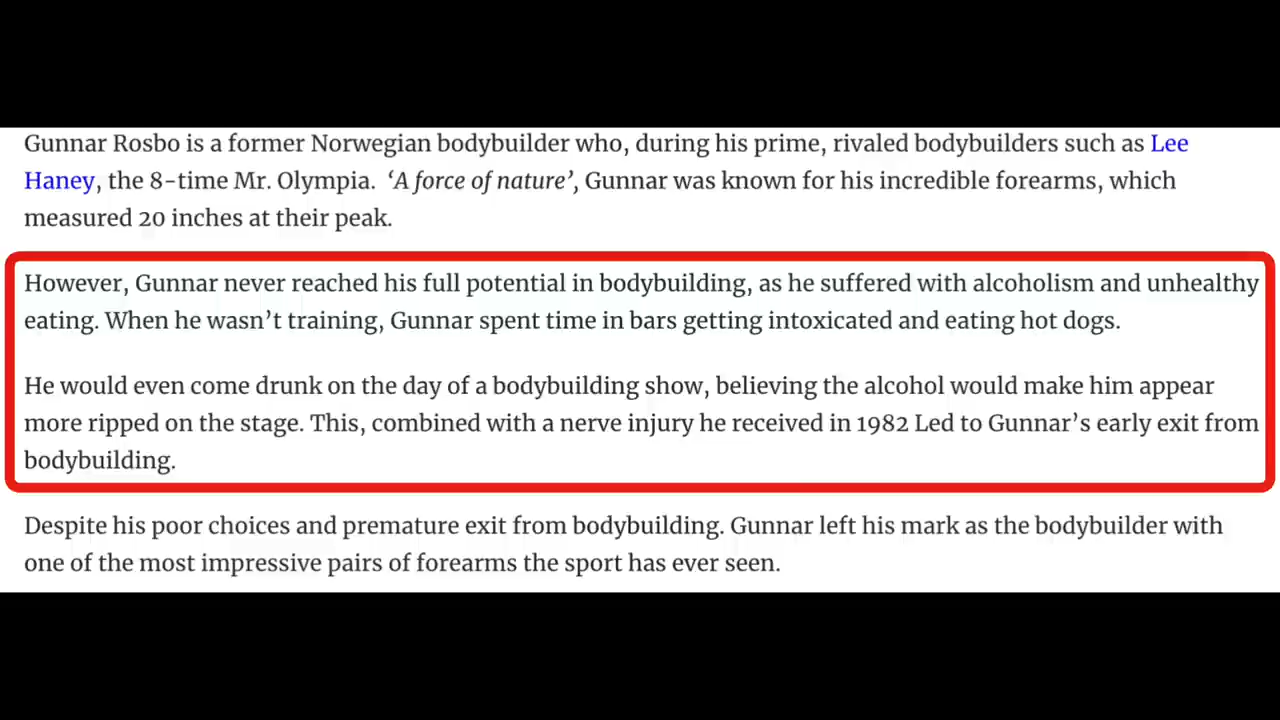 Gunnar Rosbo is a former Norwegian bodybuilder who, during his prime, rivaled bodybuilders such as Lee
Haney, the 8-time Mr. Olympia. ‘A force of nature’, Gunnar was known for his incredible forearms, which
measured 20 inches at their peak.
However, Gunnar never reached his full potential in bodybuilding, as he suffered with alcoholism and unhealthy
eating. When he wasn’t training, Gunnar spent time in bars getting intoxicated and eating hot dogs.
He would even come drunk on the day of a bodybuilding show, believing the alcohol would make him appear
more ripped on the stage. This, combined with a nerve injury he received in 1982 Led to Gunnar’s early exit from
bodybuilding.
Despite his poor choices and premature exit from bodybuilding. Gunnar left his mark as the bodybuilder with
one of the most impressive pairs of forearms the sport has ever seen.